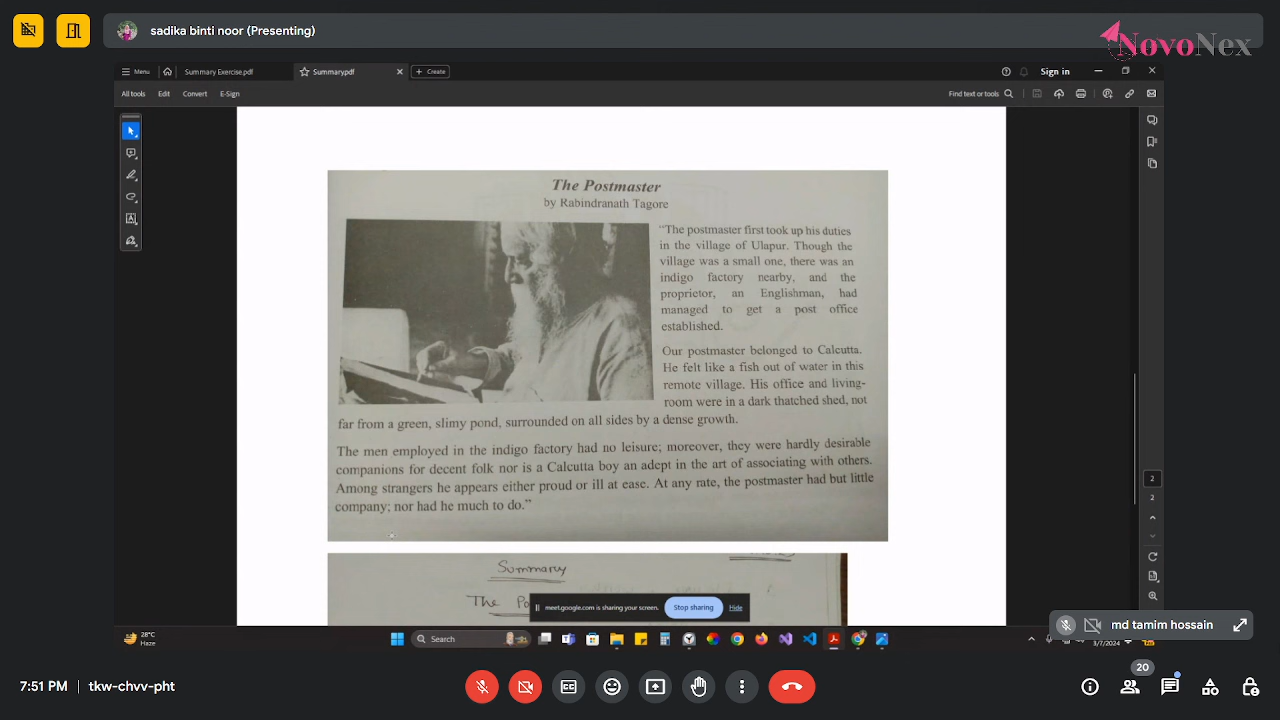 sadika binti noor (Presenting)
NovoNex
Menu
Summary Exercise.pdf
Summary.pdf
Create
Sign in
All tools
Edit
Convert
E-Sign
Find text or tools
The Postmaster
by Rabindranath Tagore
"The postmaster first took up his duties
in the village of Ulapur. Though the
village was a small one, there was an
indigo factory nearby, and the
proprietor, an Englishman, had
managed to get a post office
established.
Our postmaster belonged to Calcutta.
He felt like a fish out of water in this
remote village. His office and living-
room were in a dark thatched shed, not
far from a green, slimy pond, surrounded on all sides by a dense growth.
The men employed in the indigo factory had no leisure; moreover, they were hardly desirable
companions for decent folk nor is a Calcutta boy an adept in the art of associating with others.
Among strangers he appears either proud or ill at ease. At any rate, the postmaster had but little
company; nor had he much to do."
2
2
Summary
The
meet.google.com is sharing your screen.
Stop sharing
Hide
md tamim hossain
28°C
Haze
Search
3/7/2024
7:51 PM
tkw-chvv-pht
20